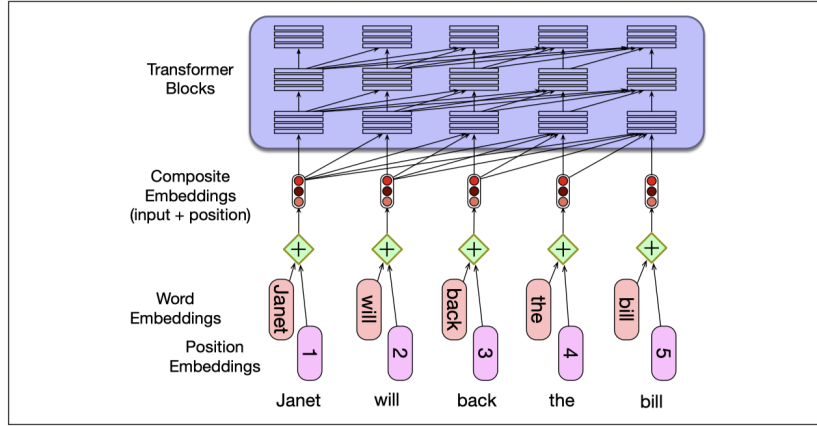 Transformer
Blocks
Composite
Embeddings
(input + position)
+ + + + +
Word
Embeddings
Janet will back the bill
Position
Embeddings
1 2 3 4 5
Janet will back the bill